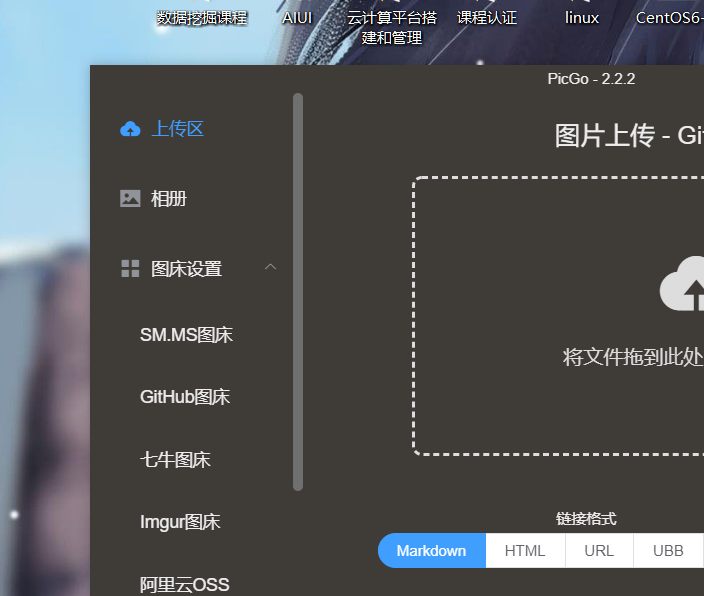 数据挖掘课程
AIUI
云计算平台搭
建和管理
课程认证
linux
CentOS6-
PicGo - 2.2.2
上传区
相册
图床设置
SM.MS图床
GitHub图床
七牛图床
Imgur图床
阿里云OSS
图片上传 - Git
将文件拖到此处
链接格式
Markdown
HTML
URL
UBB